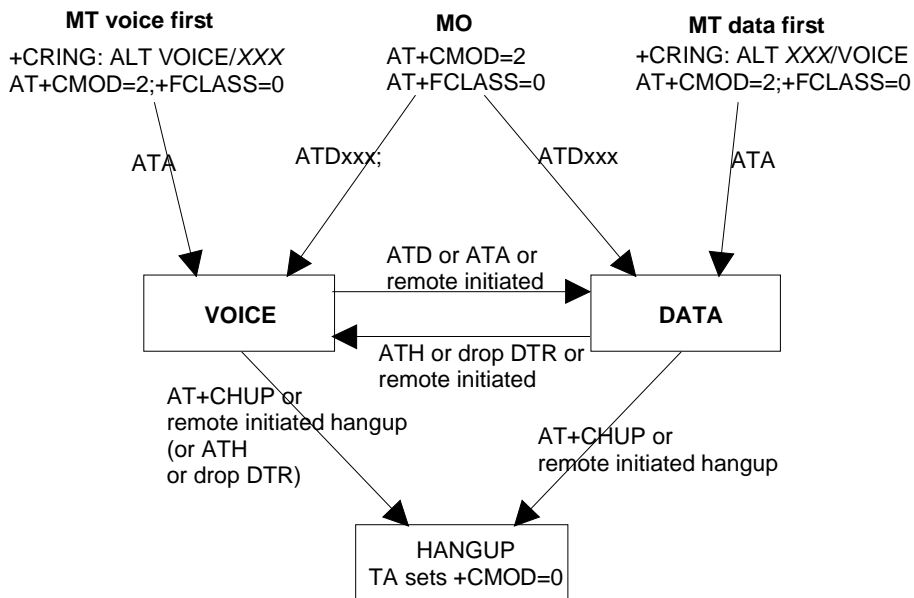 MT voice first
+CRING: ALT VOICE/XXX
AT+CMOD=2;+FCLASS=0
MO
AT+CMOD=2
AT+FCLASS=0
MT data first
+CRING: ALT XXX/VOICE
AT+CMOD=2;+FCLASS=0
ATA
ATDxxx;
ATDxxx
ATA
ATD or ATA or
remote initiated
VOICE
DATA
ATH or drop DTR or
remote initiated
AT+CHUP or
remote initiated hangup
(or ATH
or drop DTR)
AT+CHUP or
remote initiated hangup
HANGUP
TA sets +CMOD=0